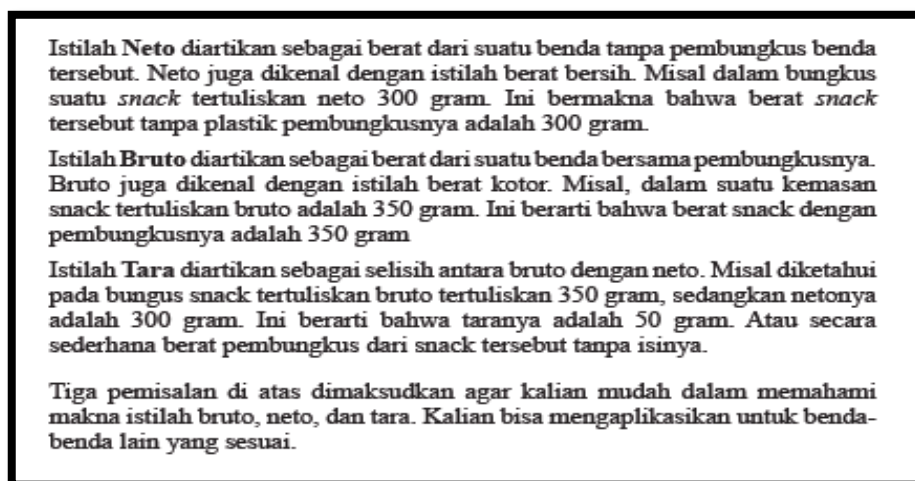 Istilah Neto diartikan sebagai berat dari suatu benda tanpa pembungkus benda
tersebut. Neto juga dikenal dengan istilah berat bersih. Misal dalam bungkus
suatu snack tertuliskan neto 300 gram. Ini bermakna bahwa berat snack
tersebut tanpa plastik pembungkusnya adalah 300 gram.
Istilah Bruto diartikan sebagai berat dari suatu benda bersama pembungkusnya.
Bruto juga dikenal dengan istilah berat kotor. Misal, dalam suatu kemasan
snack tertuliskan bruto adalah 350 gram. Ini berarti bahwa berat snack dengan
pembungkusnya adalah 350 gram
Istilah Tara diartikan sebagai selisih antara bruto dengan neto. Misal diketahui
pada bungus snack tertuliskan bruto tertuliskan 350 gram, sedangkan netonya
adalah 300 gram. Ini berarti bahwa taranya adalah 50 gram. Atau secara
sederhana berat pembungkus dari snack tersebut tanpa isinya.
Tiga pemisalan di atas dimaksudkan agar kalian mudah dalam memahami
makna istilah bruto, neto, dan tara. Kalian bisa mengaplikasikan untuk benda-
benda lain yang sesuai.